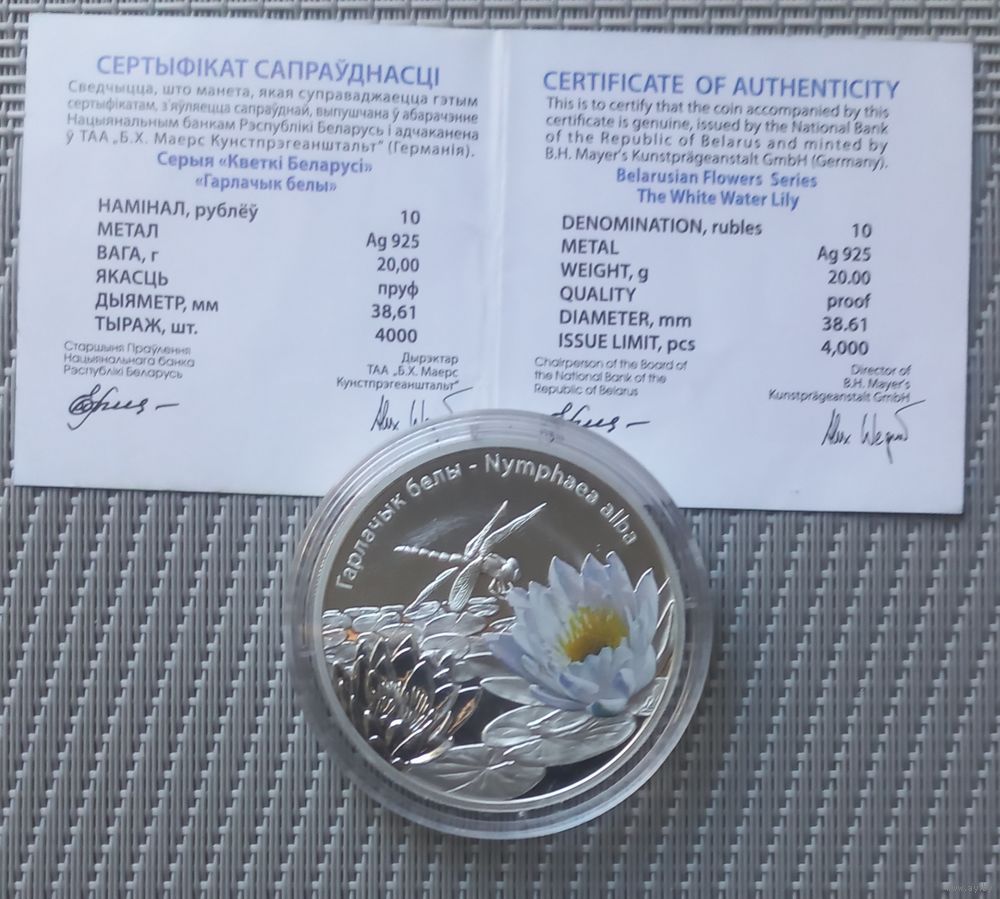 СЕРТЫФІКАТ САПРАЎДНАСЦІ
Сведчыцца, што манета, якая суправаджаецца гэтым
сертыфікатам, з'яўляецца сапраўднай, выпушчана ў абарачэнне
Нацыянальным банкам Рэспублікі Беларусь і адчаканена
ў ТАА „Б.Х. Маерс Кунстпрэгеанштальт" (Германія).
Серыя «Кветкі Беларусі»
«Гарлачык белы»
НАМІНАЛ, рублёў 10
МЕТАЛ Ag 925
ВАГА, г 20,00
ЯКАСЦЬ пруф
ДЫЯМЕТР, мм 38,61
ТЫРАЖ, шт. 4000
Старшыня Праўлення
Нацыянальнага банка
Рэспублікі Беларусь
Дырэктар
ТАА „Б.Х. Маерс
Кунстпрэгеанштальт"
CERTIFICATE OF AUTHENTICITY
This is to certify that the coin accompanied by this
certificate is genuine, issued by the National Bank
of the Republic of Belarus and minted by
B.H. Mayer's Kunstprägeanstalt GmbH (Germany).
Belarusian Flowers Series
The White Water Lily
DENOMINATION, rubles 10
METAL Ag 925
WEIGHT, g 20.00
QUALITY proof
DIAMETER, mm 38.61
ISSUE LIMIT, pcs 4,000
Chairperson of the Board of
the National Bank of the
Republic of Belarus
Director of
B.H. Mayer's
Kunstprägeanstalt GmbH
Гарлачык белы - Nymphaea alba
www.ay.by